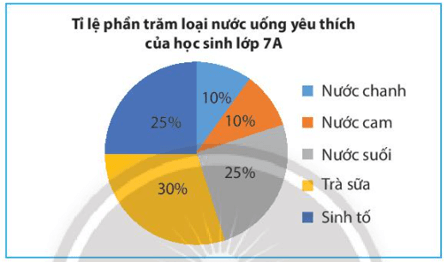 Tỉ lệ phần trăm loại nước uống yêu thích
của học sinh lớp 7A
10%
10%
25%
30%
25%
Nước chanh
Nước cam
Nước suối
Trà sữa
Sinh tố